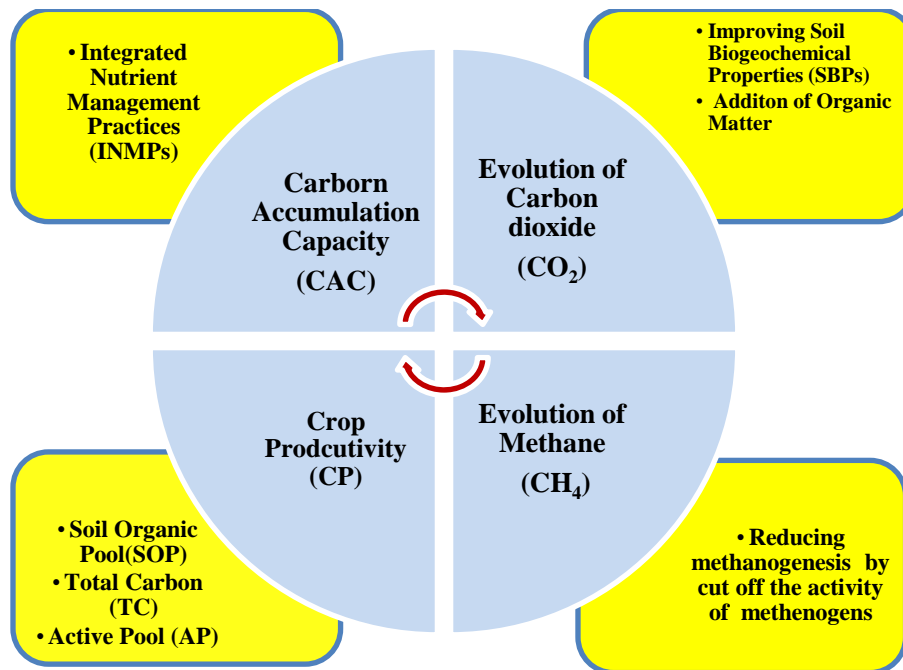 • Integrated
Nutrient
Management
Practices
(INMPs)
• Improving Soil
Biogeochemical
Properties (SBPs)
• Additon of Organic
Matter
Carborn
Accumulation
Capacity
(CAC)
Evolution of
Carbon
dioxide
(CO₂)
Crop
Prodcutivity
(CP)
Evolution of
Methane
(CH₄)
• Soil Organic
Pool(SOP)
• Total Carbon
(TC)
• Active Pool (AP)
• Reducing
methanogenesis by
cut off the activity
of methenogens